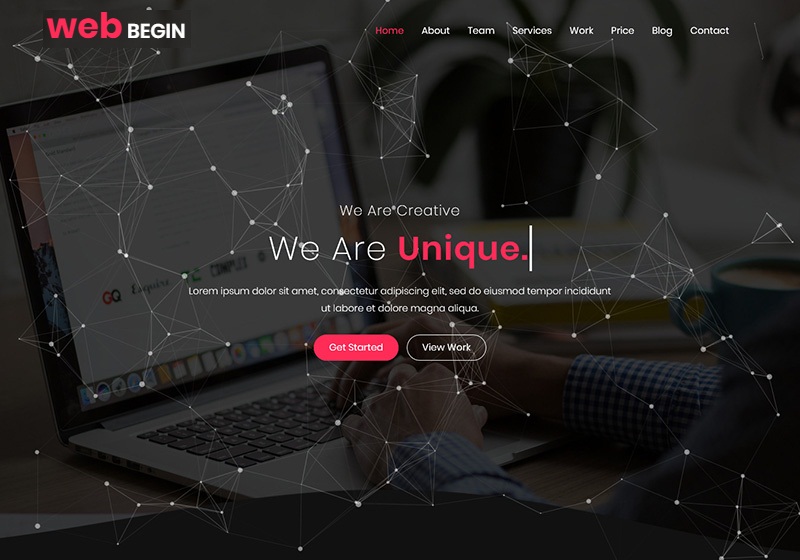 web BEGIN
Home About Team Services Work Price Blog Contact
We Are Creative
We Are Unique.
Lorem ipsum dolor sit amet, consectetur adipiscing elit, sed do eiusmod tempor incididunt
ut labore et dolore magna aliqua.
Get Started View Work
GQ Esquire